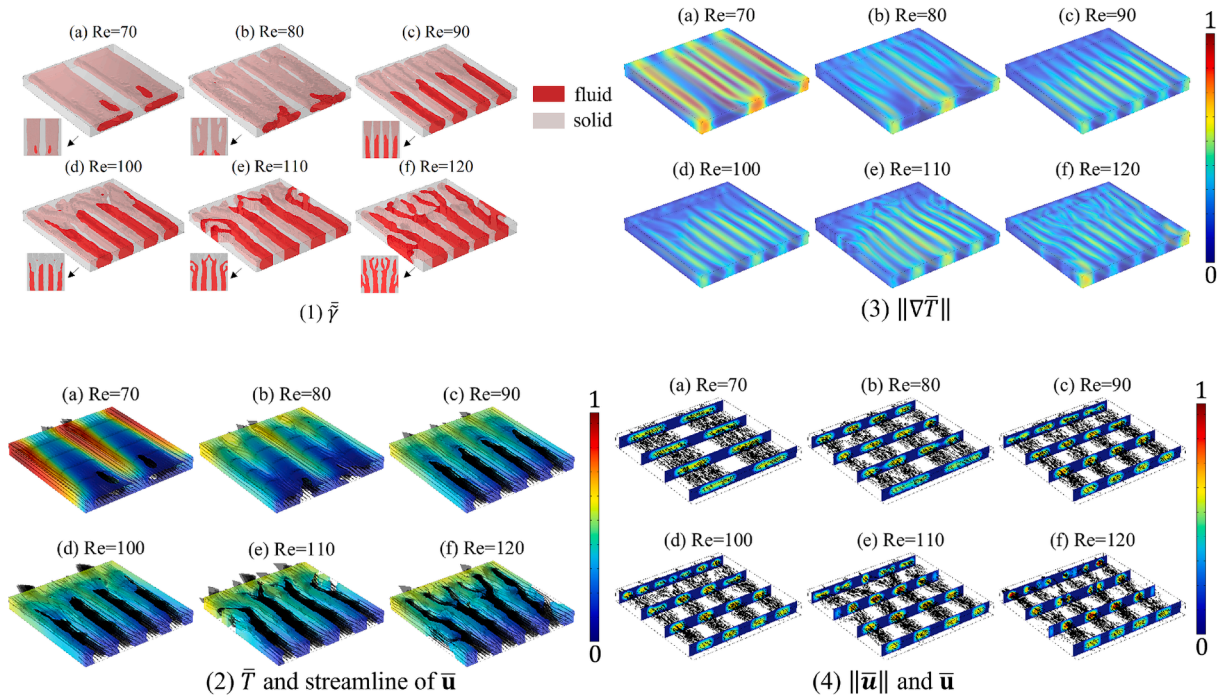 (a) Re=70
(b) Re=80
(c) Re=90
fluid
solid
(d) Re=100
(e) Re=110
(f) Re=120
(1) γ̃̄
(a) Re=70
(b) Re=80
(c) Re=90
1
(d) Re=100
(e) Re=110
(f) Re=120
0
(3) ‖∇T̄‖
(a) Re=70
(b) Re=80
(c) Re=90
1
(d) Re=100
(e) Re=110
(f) Re=120
0
(2) T̄ and streamline of ū
(a) Re=70
(b) Re=80
(c) Re=90
1
(d) Re=100
(e) Re=110
(f) Re=120
0
(4) ‖ū‖ and ū